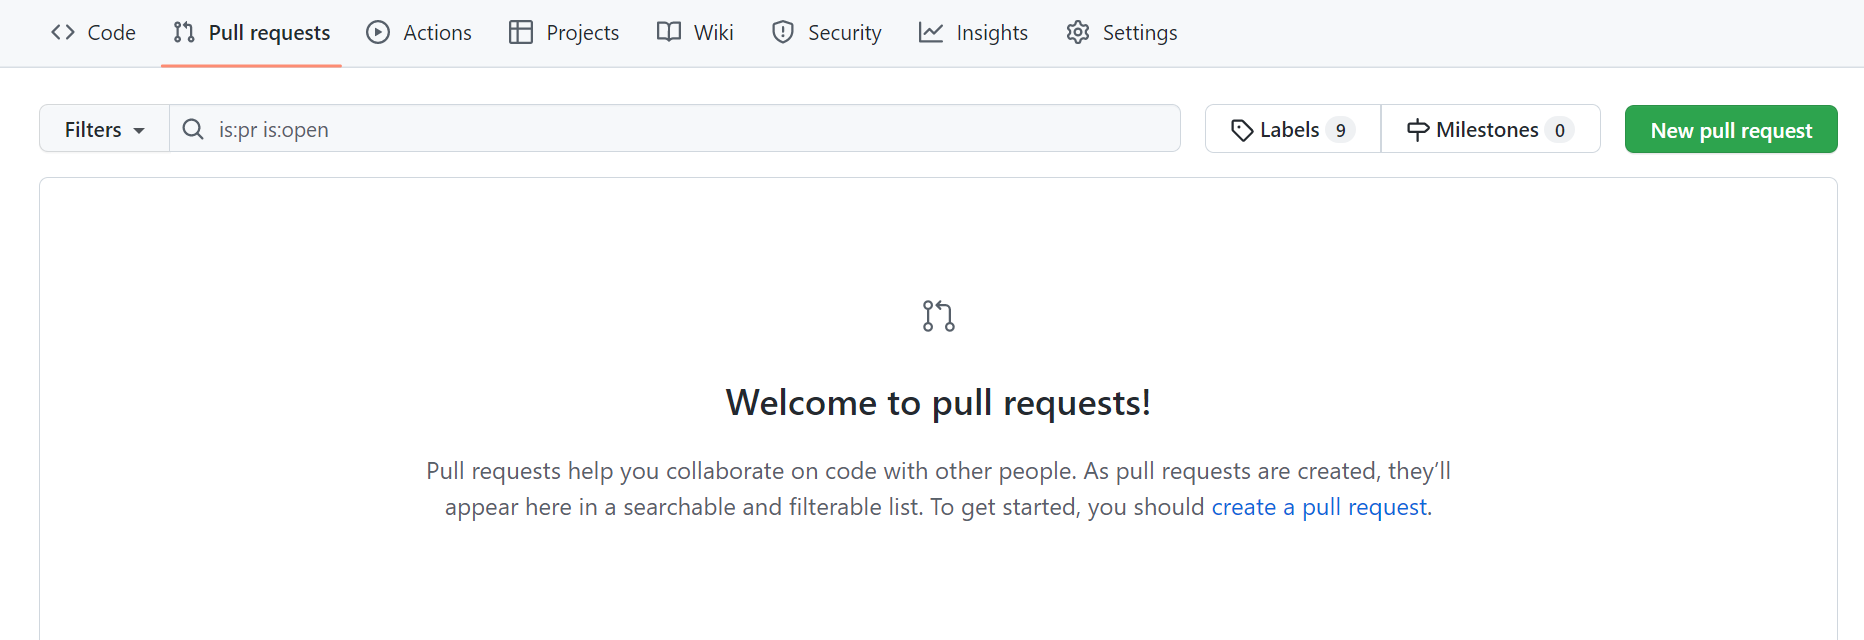 Code Pull requests Actions Projects Wiki Security Insights Settings
Filters is:pr is:open Labels 9 Milestones 0 New pull request
Welcome to pull requests!
Pull requests help you collaborate on code with other people. As pull requests are created, they’ll
appear here in a searchable and filterable list. To get started, you should create a pull request.